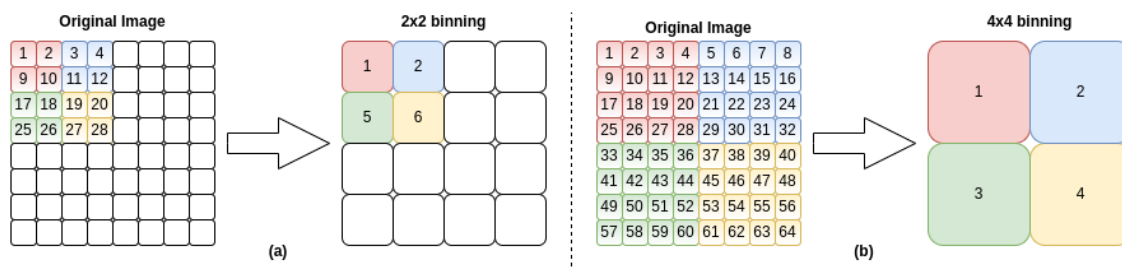 Original Image
1 2 3 4
9 10 11 12
17 18 19 20
25 26 27 28
2x2 binning
1 2
5 6
(a)
Original Image
1 2 3 4 5 6 7 8
9 10 11 12 13 14 15 16
17 18 19 20 21 22 23 24
25 26 27 28 29 30 31 32
33 34 35 36 37 38 39 40
41 42 43 44 45 46 47 48
49 50 51 52 53 54 55 56
57 58 59 60 61 62 63 64
4x4 binning
1 2
3 4
(b)